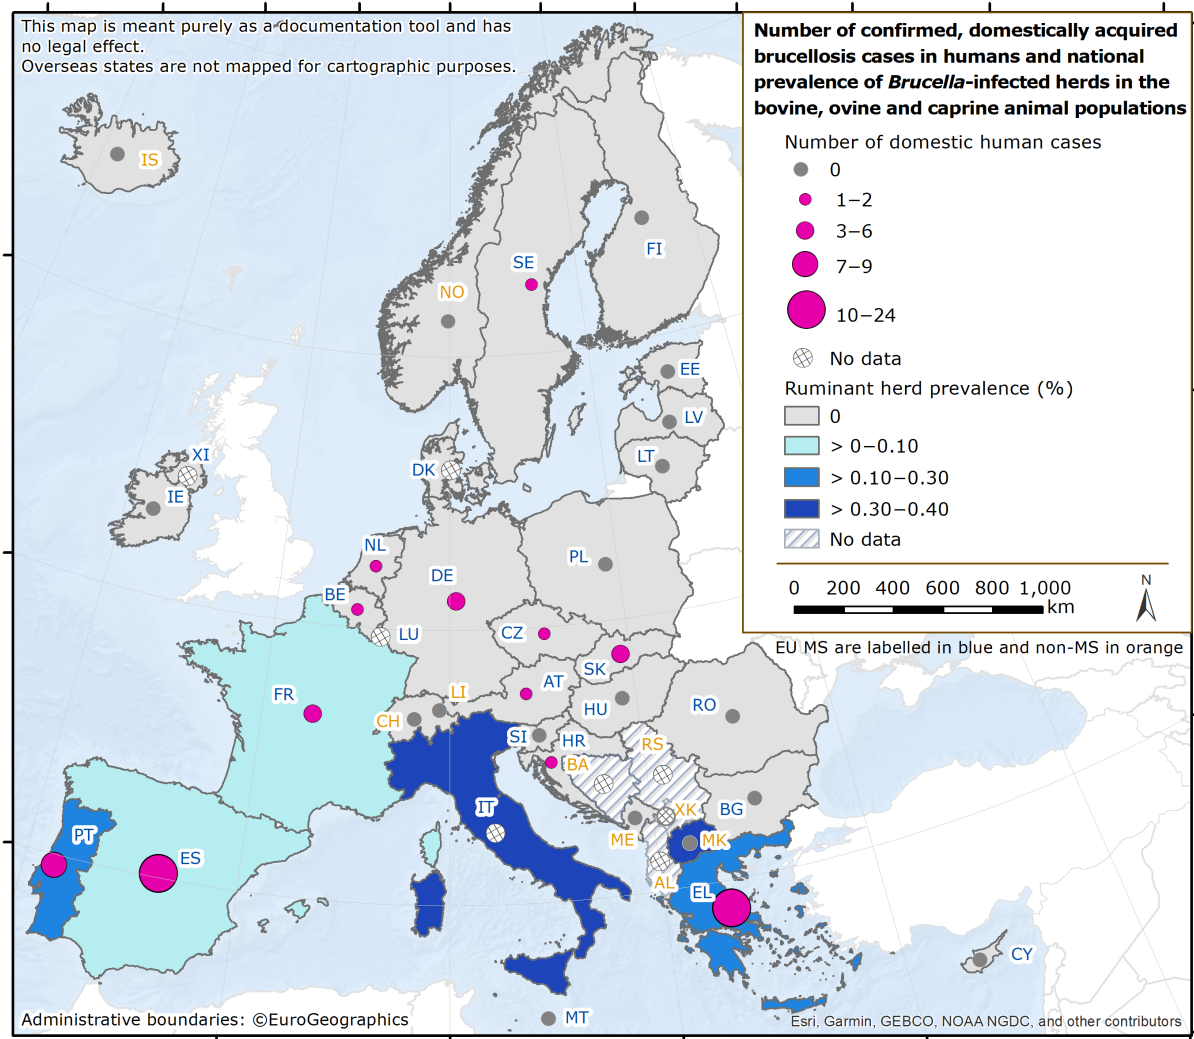 This map is meant purely as a documentation tool and has
no legal effect.
Overseas states are not mapped for cartographic purposes.
Number of confirmed, domestically acquired
brucellosis cases in humans and national
prevalence of Brucella-infected herds in the
bovine, ovine and caprine animal populations
Number of domestic human cases
0
1–2
3–6
7–9
10–24
No data
Ruminant herd prevalence (%)
0
> 0–0.10
> 0.10–0.30
> 0.30–0.40
No data
0 200 400 600 800 1,000
km
N
EU MS are labelled in blue and non-MS in orange
IS
FI
SE
NO
EE
LV
LT
DK
XI
IE
NL
PL
DE
BE
CZ
LU
SK
AT
LI
FR
HU
RO
CH
SI
HR
RS
BA
IT
XK
BG
PT
ME
MK
ES
AL
EL
CY
MT
Administrative boundaries: ©EuroGeographics
Esri, Garmin, GEBCO, NOAA NGDC, and other contributors